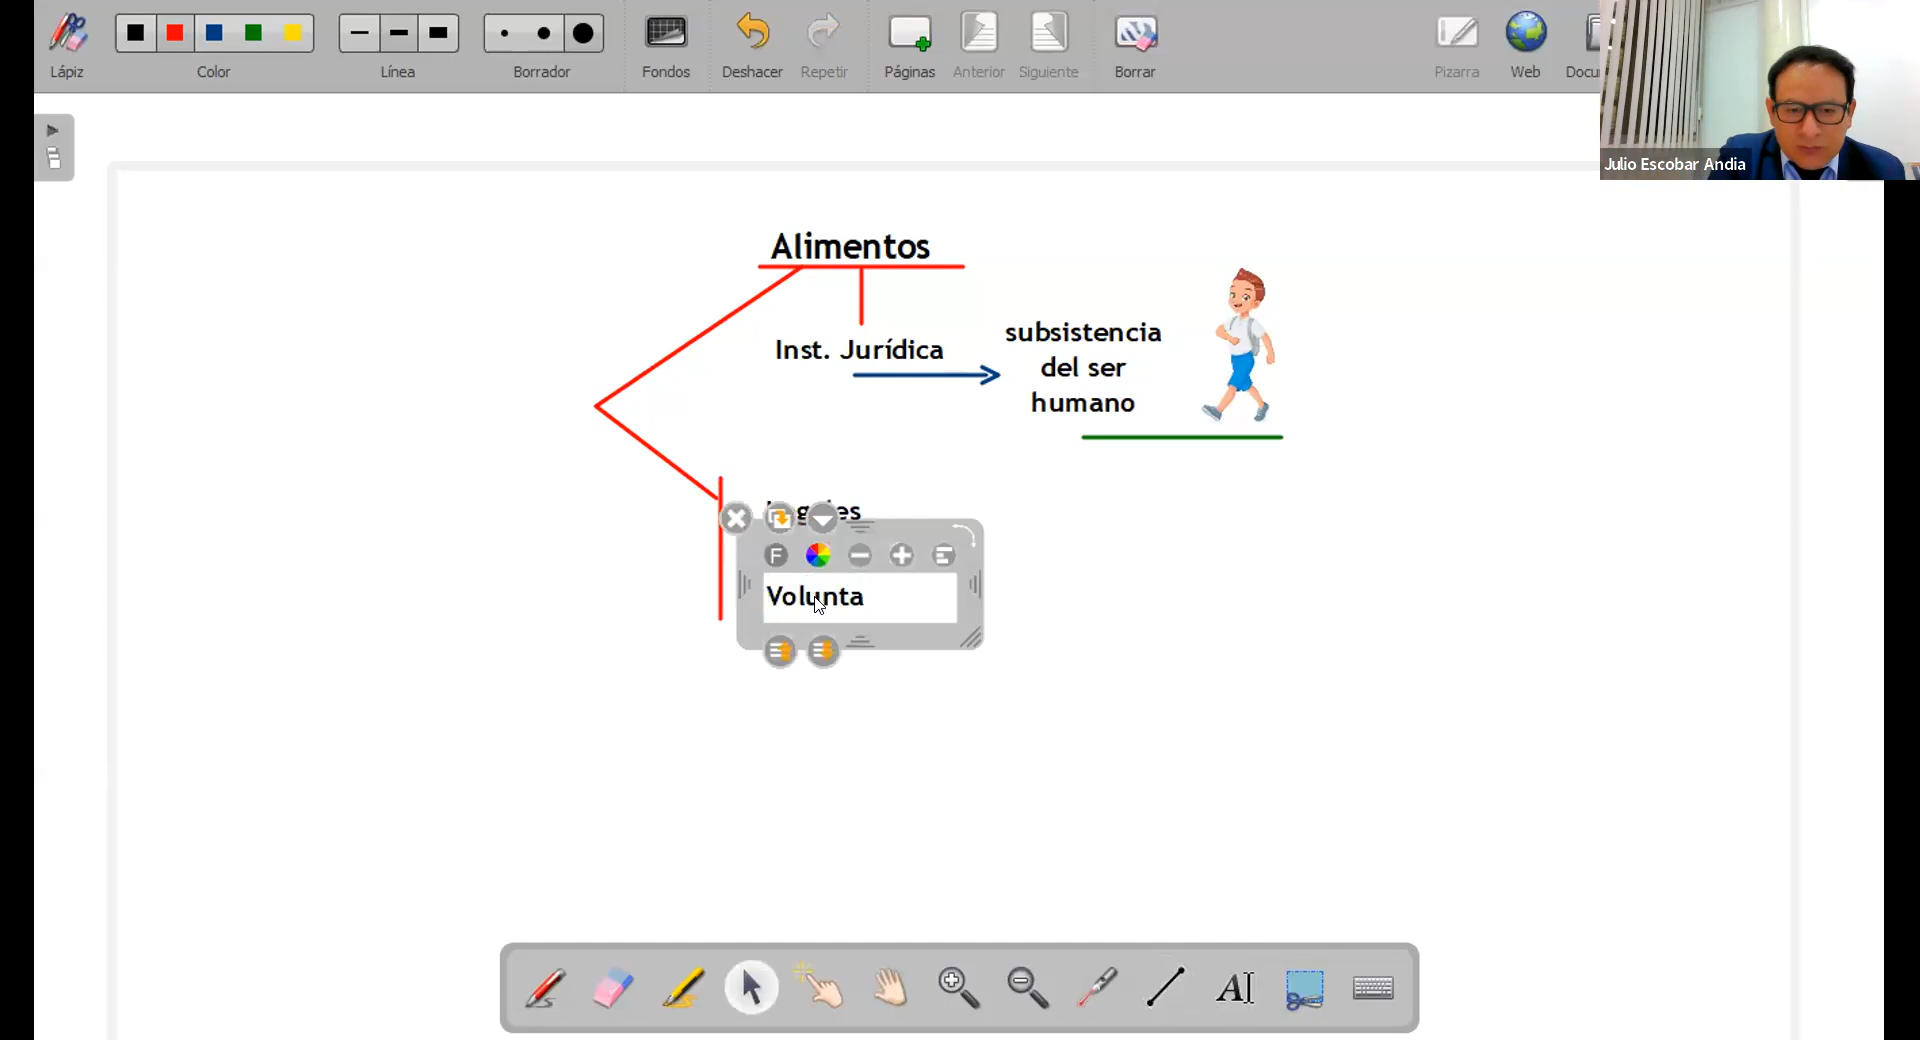 Lápiz
Color
Línea
Borrador
Fondos
Deshacer
Repetir
Páginas
Anterior
Siguiente
Borrar
Pizarra
Web
Julio Escobar Andia
Alimentos
Inst. Jurídica
subsistencia
del ser
humano
F
Volunta
AI